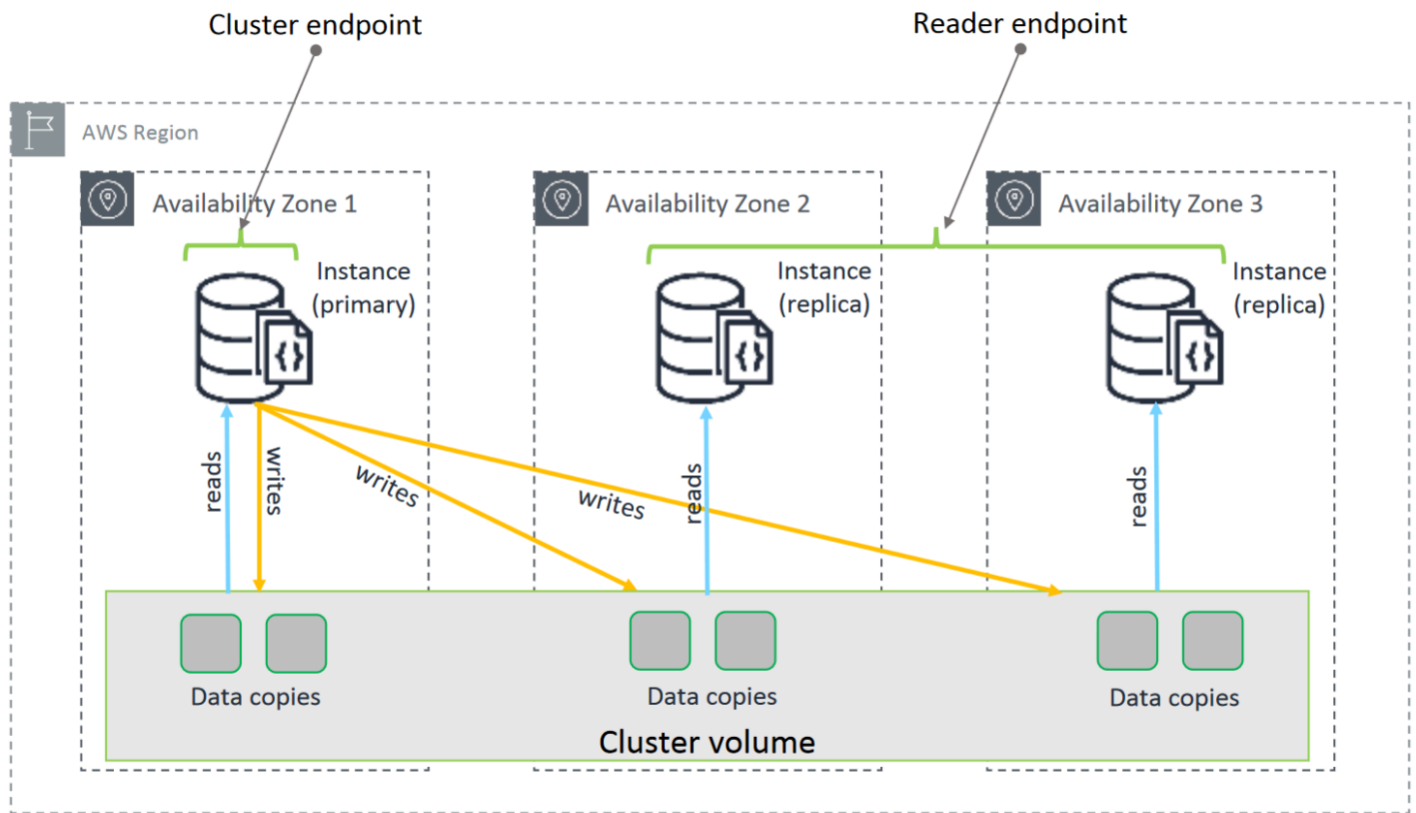 Cluster endpoint
Reader endpoint
AWS Region
Availability Zone 1
Availability Zone 2
Availability Zone 3
Instance
(primary)
Instance
(replica)
Instance
(replica)
{}
{}
{}
reads
writes
writes
writes
reads
reads
Data copies
Data copies
Data copies
Cluster volume